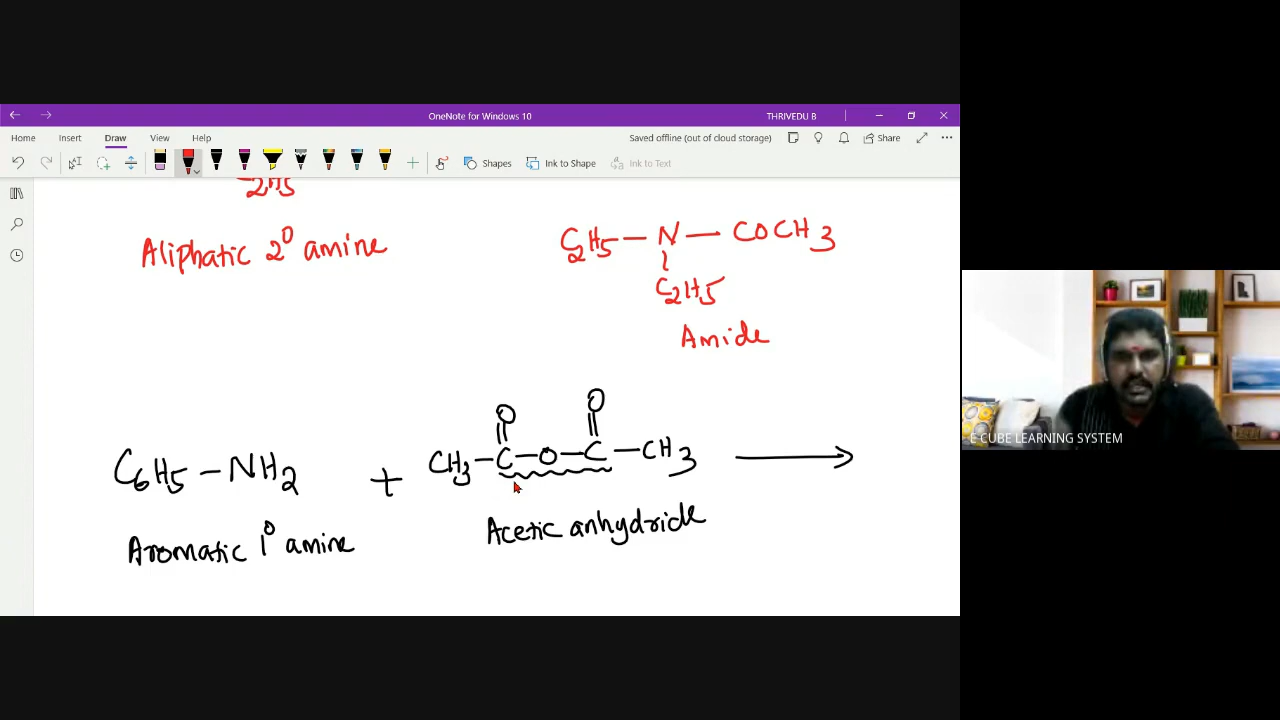 OneNote for Windows 10
THRIVEDU B
Home Insert Draw View Help
Saved offline (out of cloud storage)
Share
Shapes
Ink to Shape
Ink to Text
C2H5
Aliphatic 2° amine
C2H5 — N — COCH3
C2H5
Amide
O O
C6H5 – NH2 + CH3 – C – O – C – CH3 ⟶
Aromatic 1° amine
Acetic anhydride
E CUBE LEARNING SYSTEM